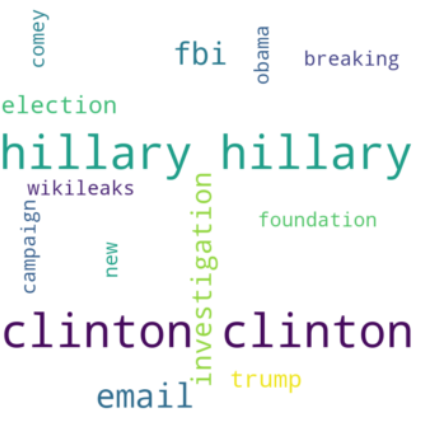 comey
fbi
obama
breaking
election
hillary hillary
wikileaks
investigation
campaign
new
foundation
clinton clinton
trump
email